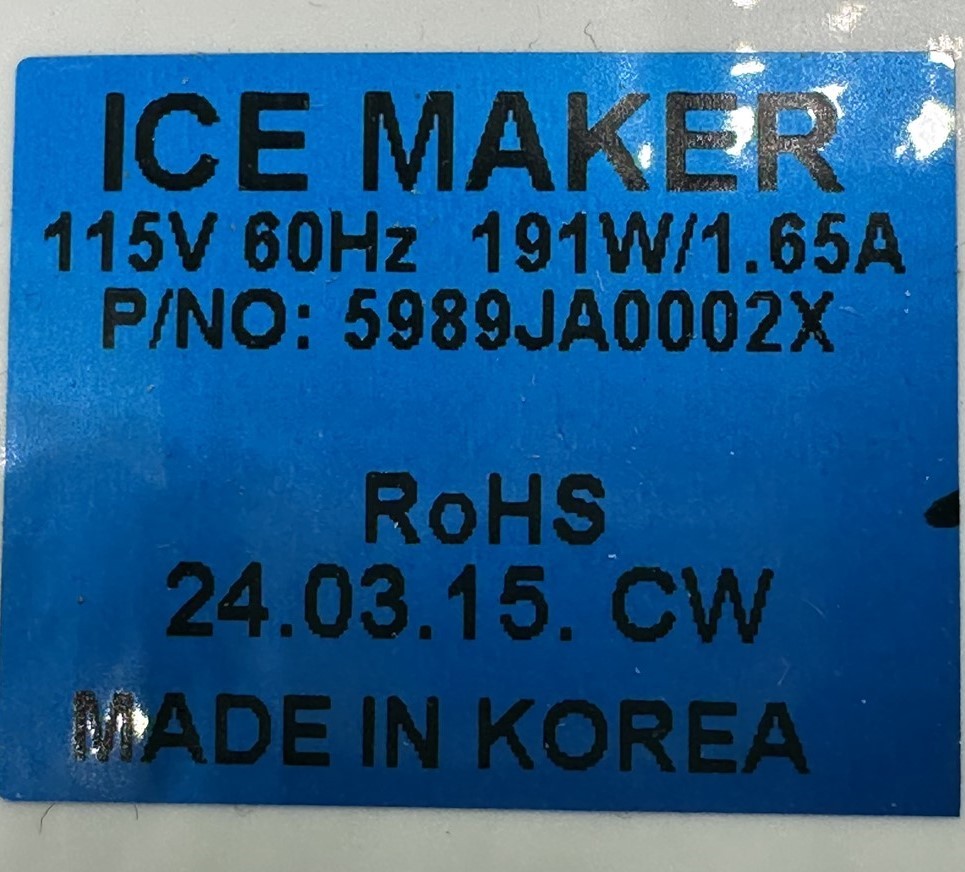 ICE MAKER
115V 60Hz 191W/1.65A
P/NO: 5989JA0002X
RoHS
24.03.15. CW
MADE IN KOREA